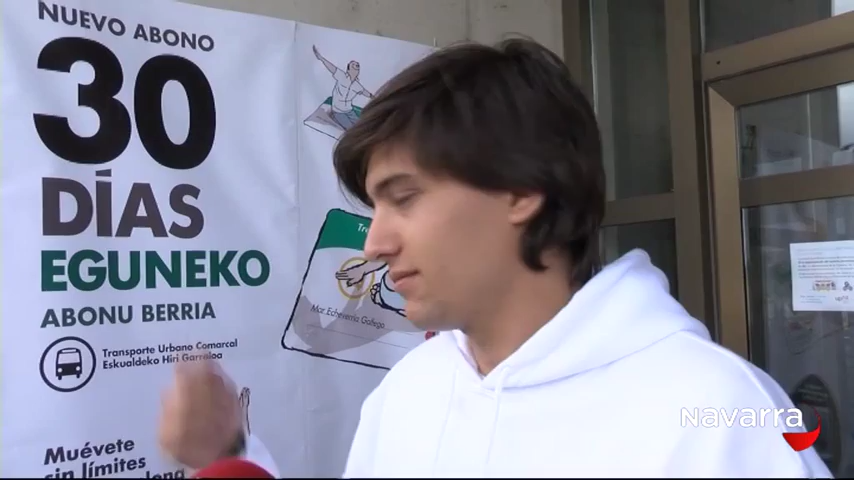 NUEVO ABONO
30
DÍAS
EGUNEKO
ABONU BERRIA
Transporte Urbano Comarcal
Eskualdeko Hiri Garraioa
Muévete
sin límites
Mar Echeverría Gallego
Navarra